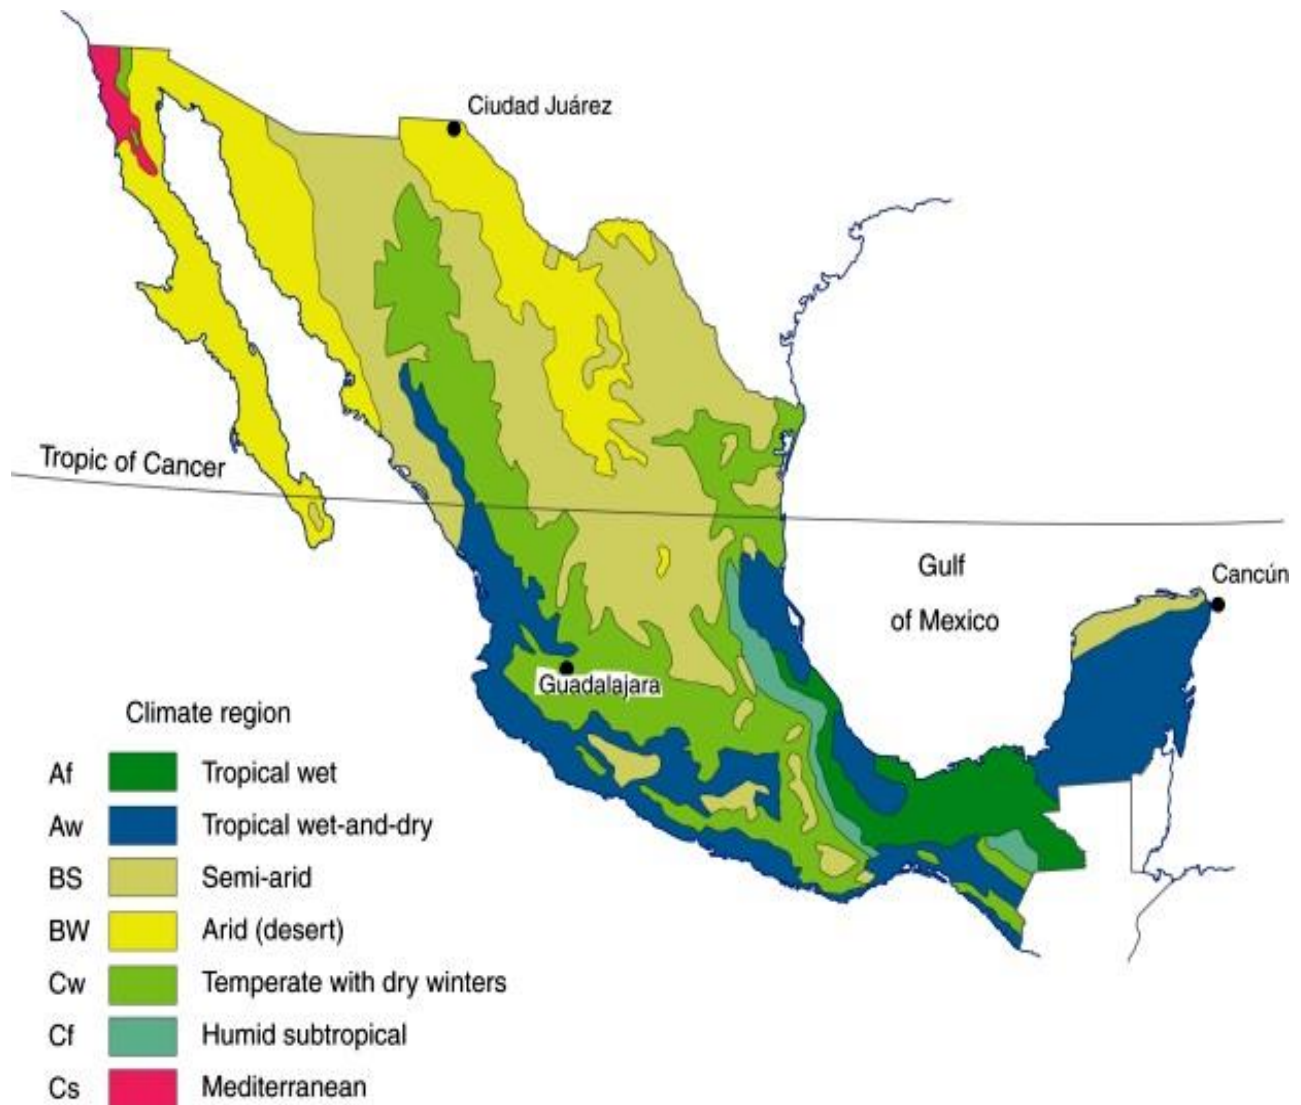 Ciudad Juárez
Tropic of Cancer
Gulf
of Mexico
Cancún
Guadalajara
Climate region
Af Tropical wet
Aw Tropical wet-and-dry
BS Semi-arid
BW Arid (desert)
Cw Temperate with dry winters
Cf Humid subtropical
Cs Mediterranean